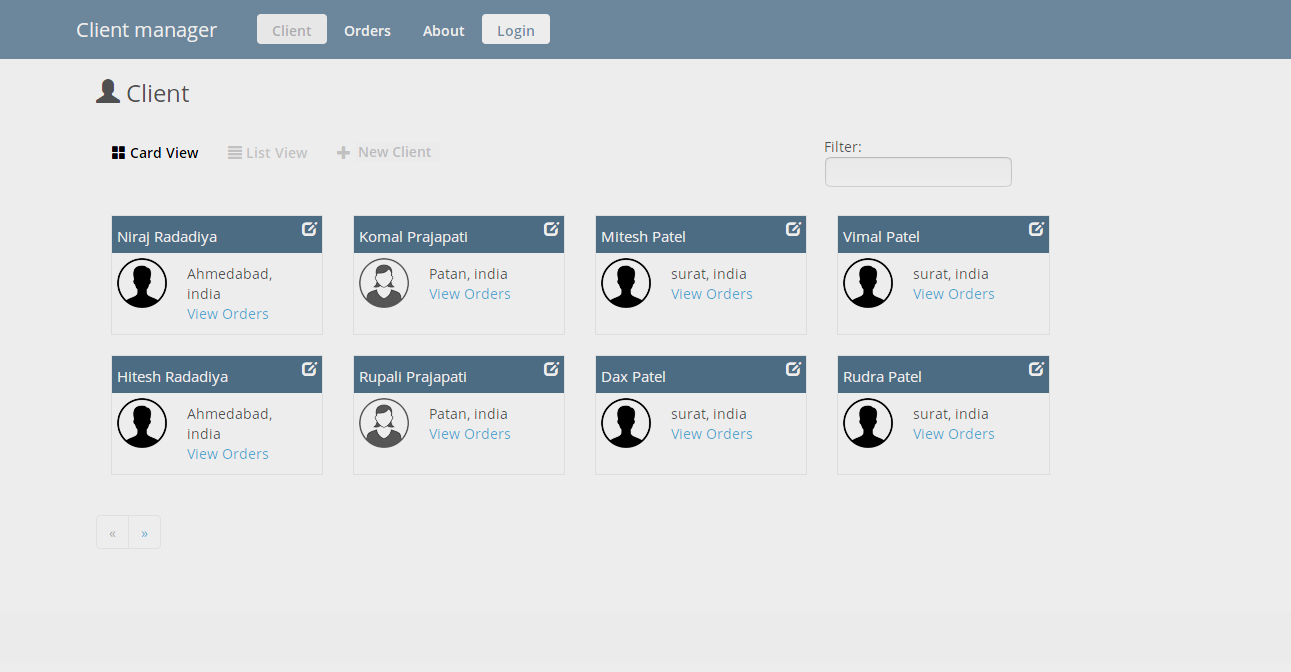 Client manager Client Orders About Login
Client
Card View List View New Client
Filter:
Niraj Radadiya
Ahmedabad,
india
View Orders
Komal Prajapati
Patan, india
View Orders
Mitesh Patel
surat, india
View Orders
Vimal Patel
surat, india
View Orders
Hitesh Radadiya
Ahmedabad,
india
View Orders
Rupali Prajapati
Patan, india
View Orders
Dax Patel
surat, india
View Orders
Rudra Patel
surat, india
View Orders
« »